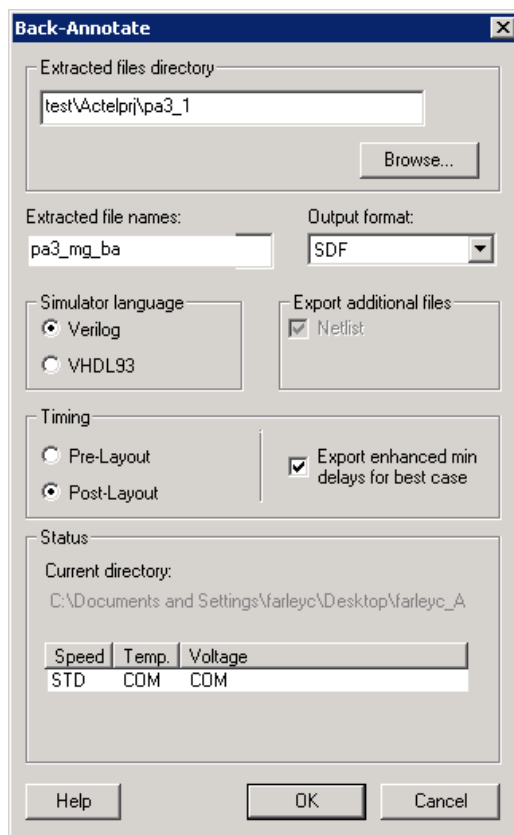 Back-Annotate
Extracted files directory
test\Actelprj\pa3_1
Browse...
Extracted file names:
Output format:
pa3_mg_ba
SDF
Simulator language
Export additional files
Verilog
Netlist
VHDL93
Timing
Pre-Layout
Export enhanced min
delays for best case
Post-Layout
Status
Current directory:
C:\Documents and Settings\farleyc\Desktop\farleyc_A
Speed Temp. Voltage
STD COM COM
Help OK Cancel